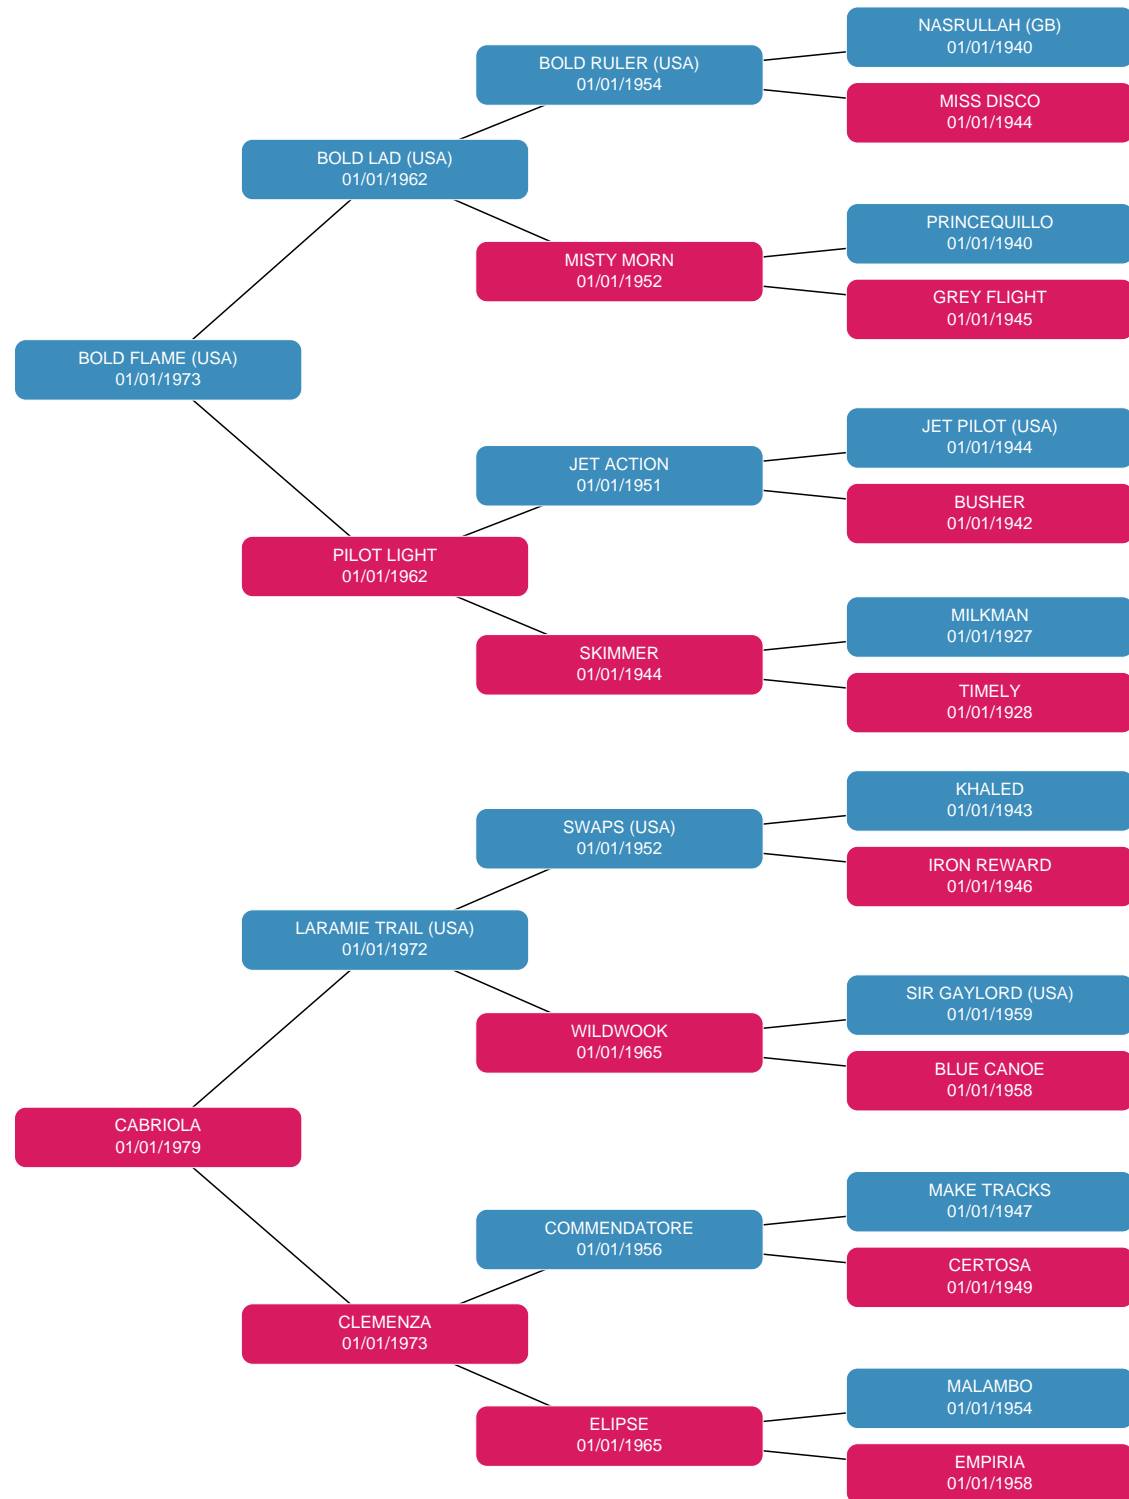 NASRULLAH (GB)
01/01/1940
BOLD RULER (USA)
01/01/1954
MISS DISCO
01/01/1944
BOLD LAD (USA)
01/01/1962
PRINCEQUILLO
01/01/1940
MISTY MORN
01/01/1952
GREY FLIGHT
01/01/1945
BOLD FLAME (USA)
01/01/1973
JET PILOT (USA)
01/01/1944
JET ACTION
01/01/1951
BUSHER
01/01/1942
PILOT LIGHT
01/01/1962
MILKMAN
01/01/1927
SKIMMER
01/01/1944
TIMELY
01/01/1928
KHALED
01/01/1943
SWAPS (USA)
01/01/1952
IRON REWARD
01/01/1946
LARAMIE TRAIL (USA)
01/01/1972
SIR GAYLORD (USA)
01/01/1959
WILDWOOK
01/01/1965
BLUE CANOE
01/01/1958
CABRIOLA
01/01/1979
MAKE TRACKS
01/01/1947
COMMENDATORE
01/01/1956
CERTOSA
01/01/1949
CLEMENZA
01/01/1973
MALAMBO
01/01/1954
ELIPSE
01/01/1965
EMPIRIA
01/01/1958